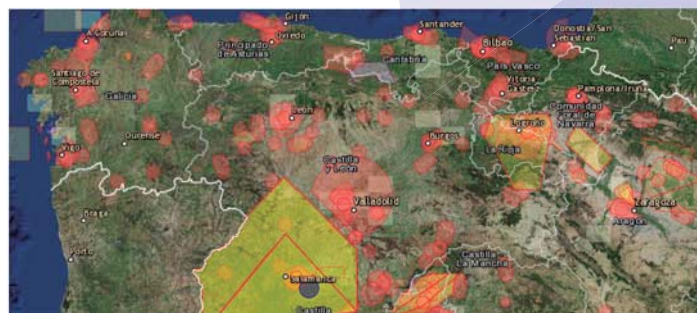 Gijón
A Coruña
Oviedo
Principado
de Asturias
Santander
Cantabria
Bilbao
Donostia/San
Sebastián
Pau
País Vasco
Vitoria
Gasteiz
Pamplona/Iruña
Comunidad
Foral de
Navarra
Santiago de
Compostela
Galicia
León
Logroño
La Rioja
Burgos
Vigo
Ourense
Castilla
y León
Valladolid
Zaragoza
Aragón
Braga
Porto
Castilla
La Mancha
Salamanca
Castilla